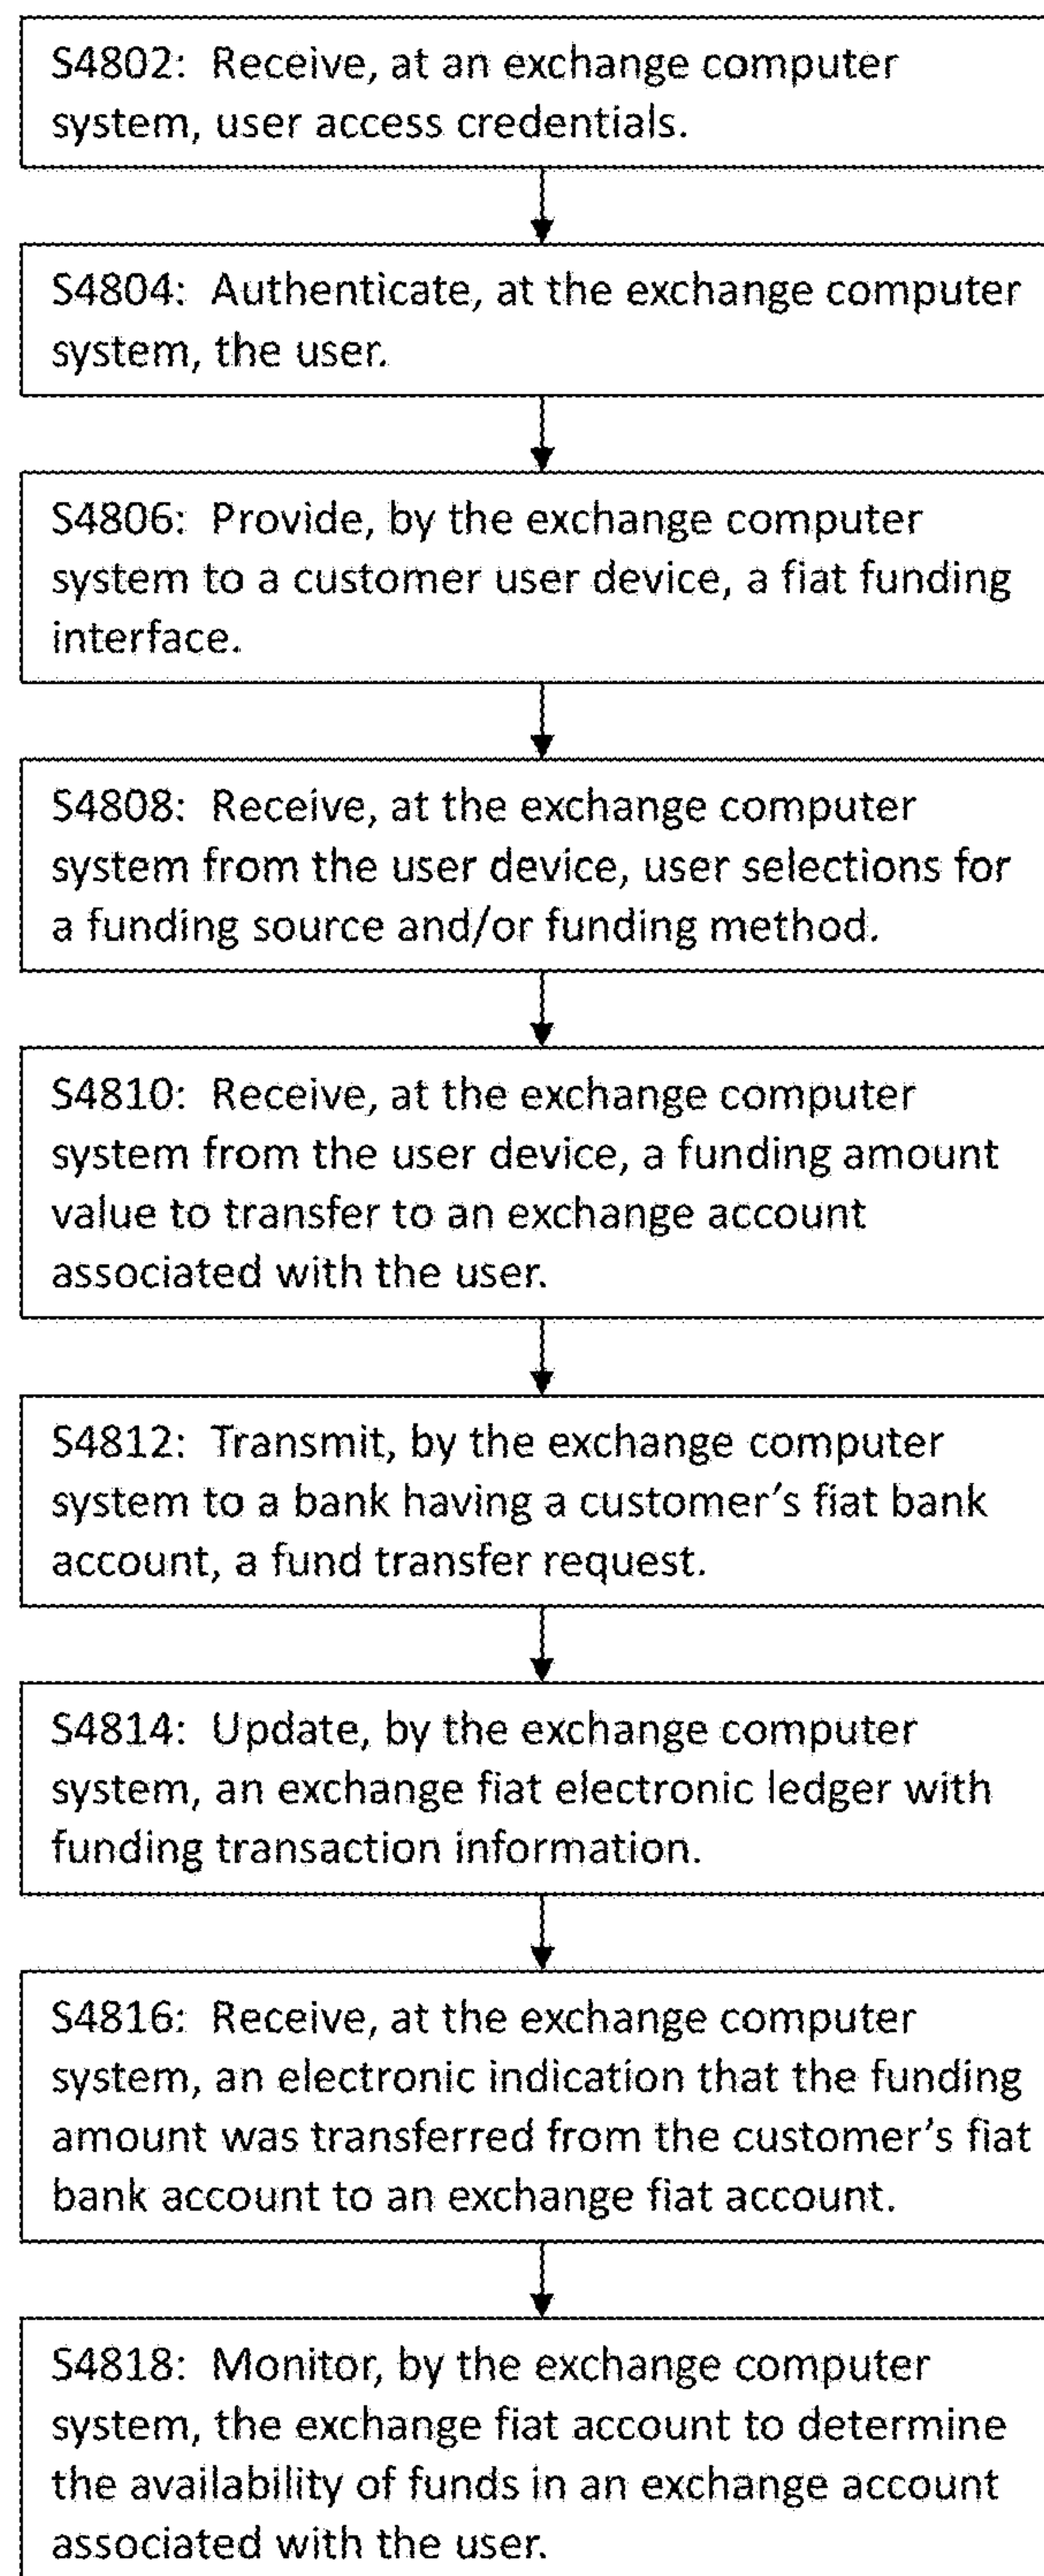 S4802: Receive, at an exchange computer
system, user access credentials.
S4804: Authenticate, at the exchange computer
system, the user.
S4806: Provide, by the exchange computer
system to a customer user device, a fiat funding
interface.
S4808: Receive, at the exchange computer
system from the user device, user selections for
a funding source and/or funding method.
S4810: Receive, at the exchange computer
system from the user device, a funding amount
value to transfer to an exchange account
associated with the user.
S4812: Transmit, by the exchange computer
system to a bank having a customer's fiat bank
account, a fund transfer request.
S4814: Update, by the exchange computer
system, an exchange fiat electronic ledger with
funding transaction information.
S4816: Receive, at the exchange computer
system, an electronic indication that the funding
amount was transferred from the customer's fiat
bank account to an exchange fiat account.
S4818: Monitor, by the exchange computer
system, the exchange fiat account to determine
the availability of funds in an exchange account
associated with the user.